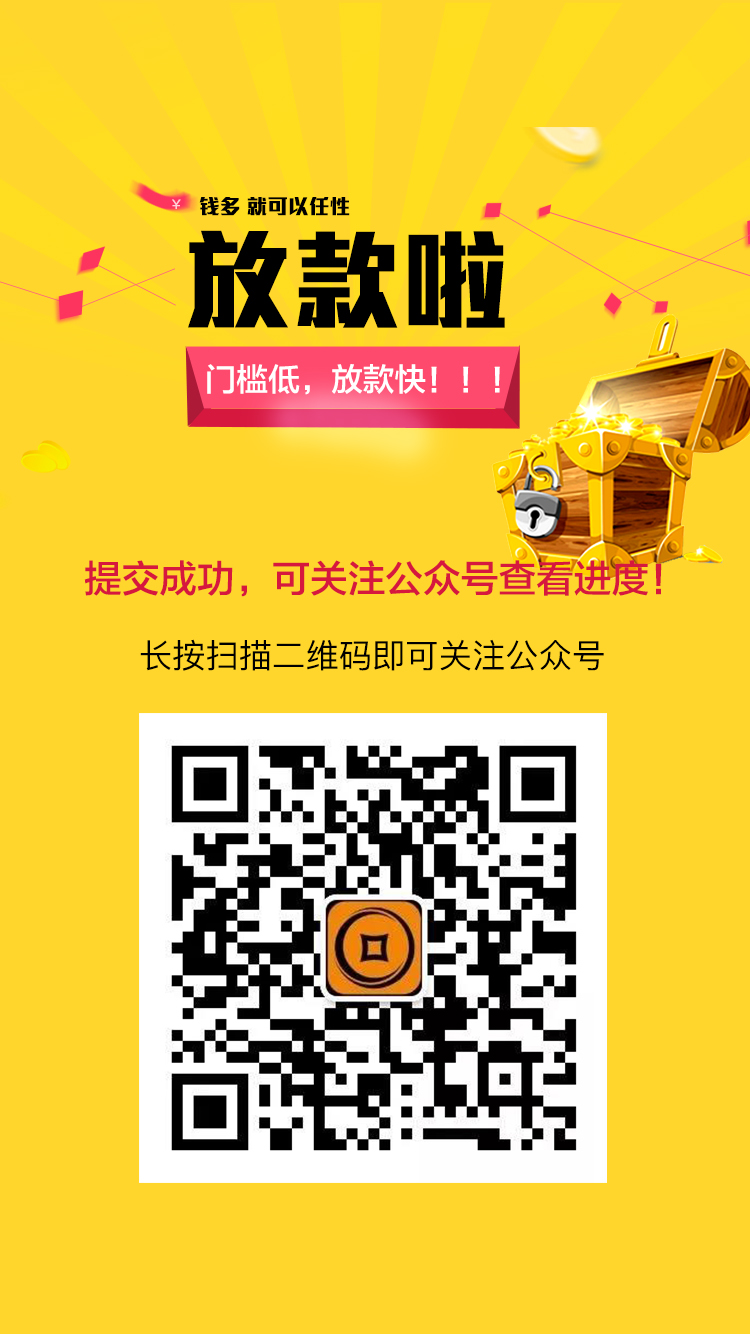 ¥
钱多 就可以任性
放款啦
门槛低，放款快！！！
提交成功，可关注公众号查看进度！
长按扫描二维码即可关注公众号